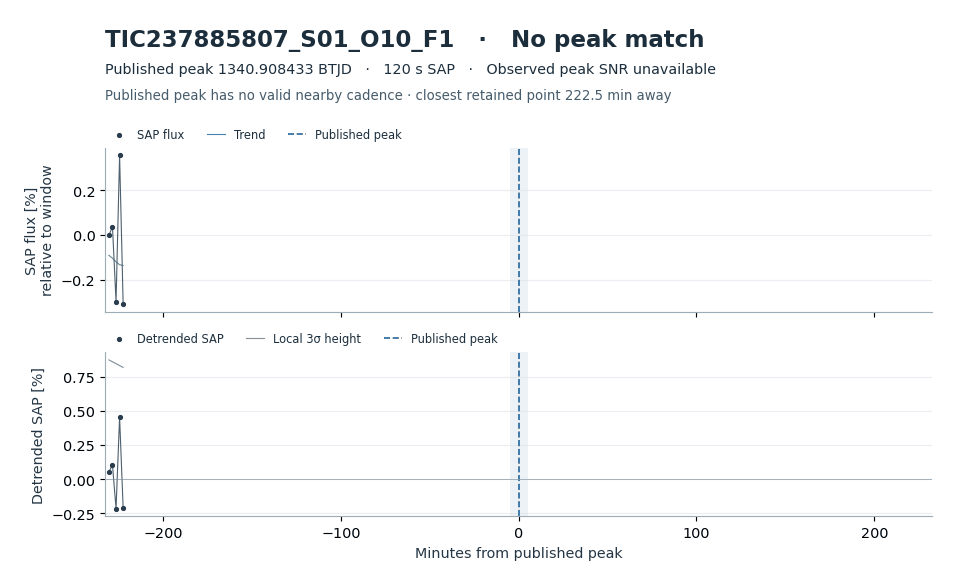 TIC237885807_S01_O10_F1 · No peak match
Published peak 1340.908433 BTJD · 120 s SAP · Observed peak SNR unavailable
Published peak has no valid nearby cadence · closest retained point 222.5 min away
SAP flux Trend Published peak
SAP flux [%]
relative to window
0.2
0.0
−0.2
Detrended SAP Local 3σ height Published peak
Detrended SAP [%]
0.75
0.50
0.25
0.00
−0.25
−200 −100 0 100 200
Minutes from published peak